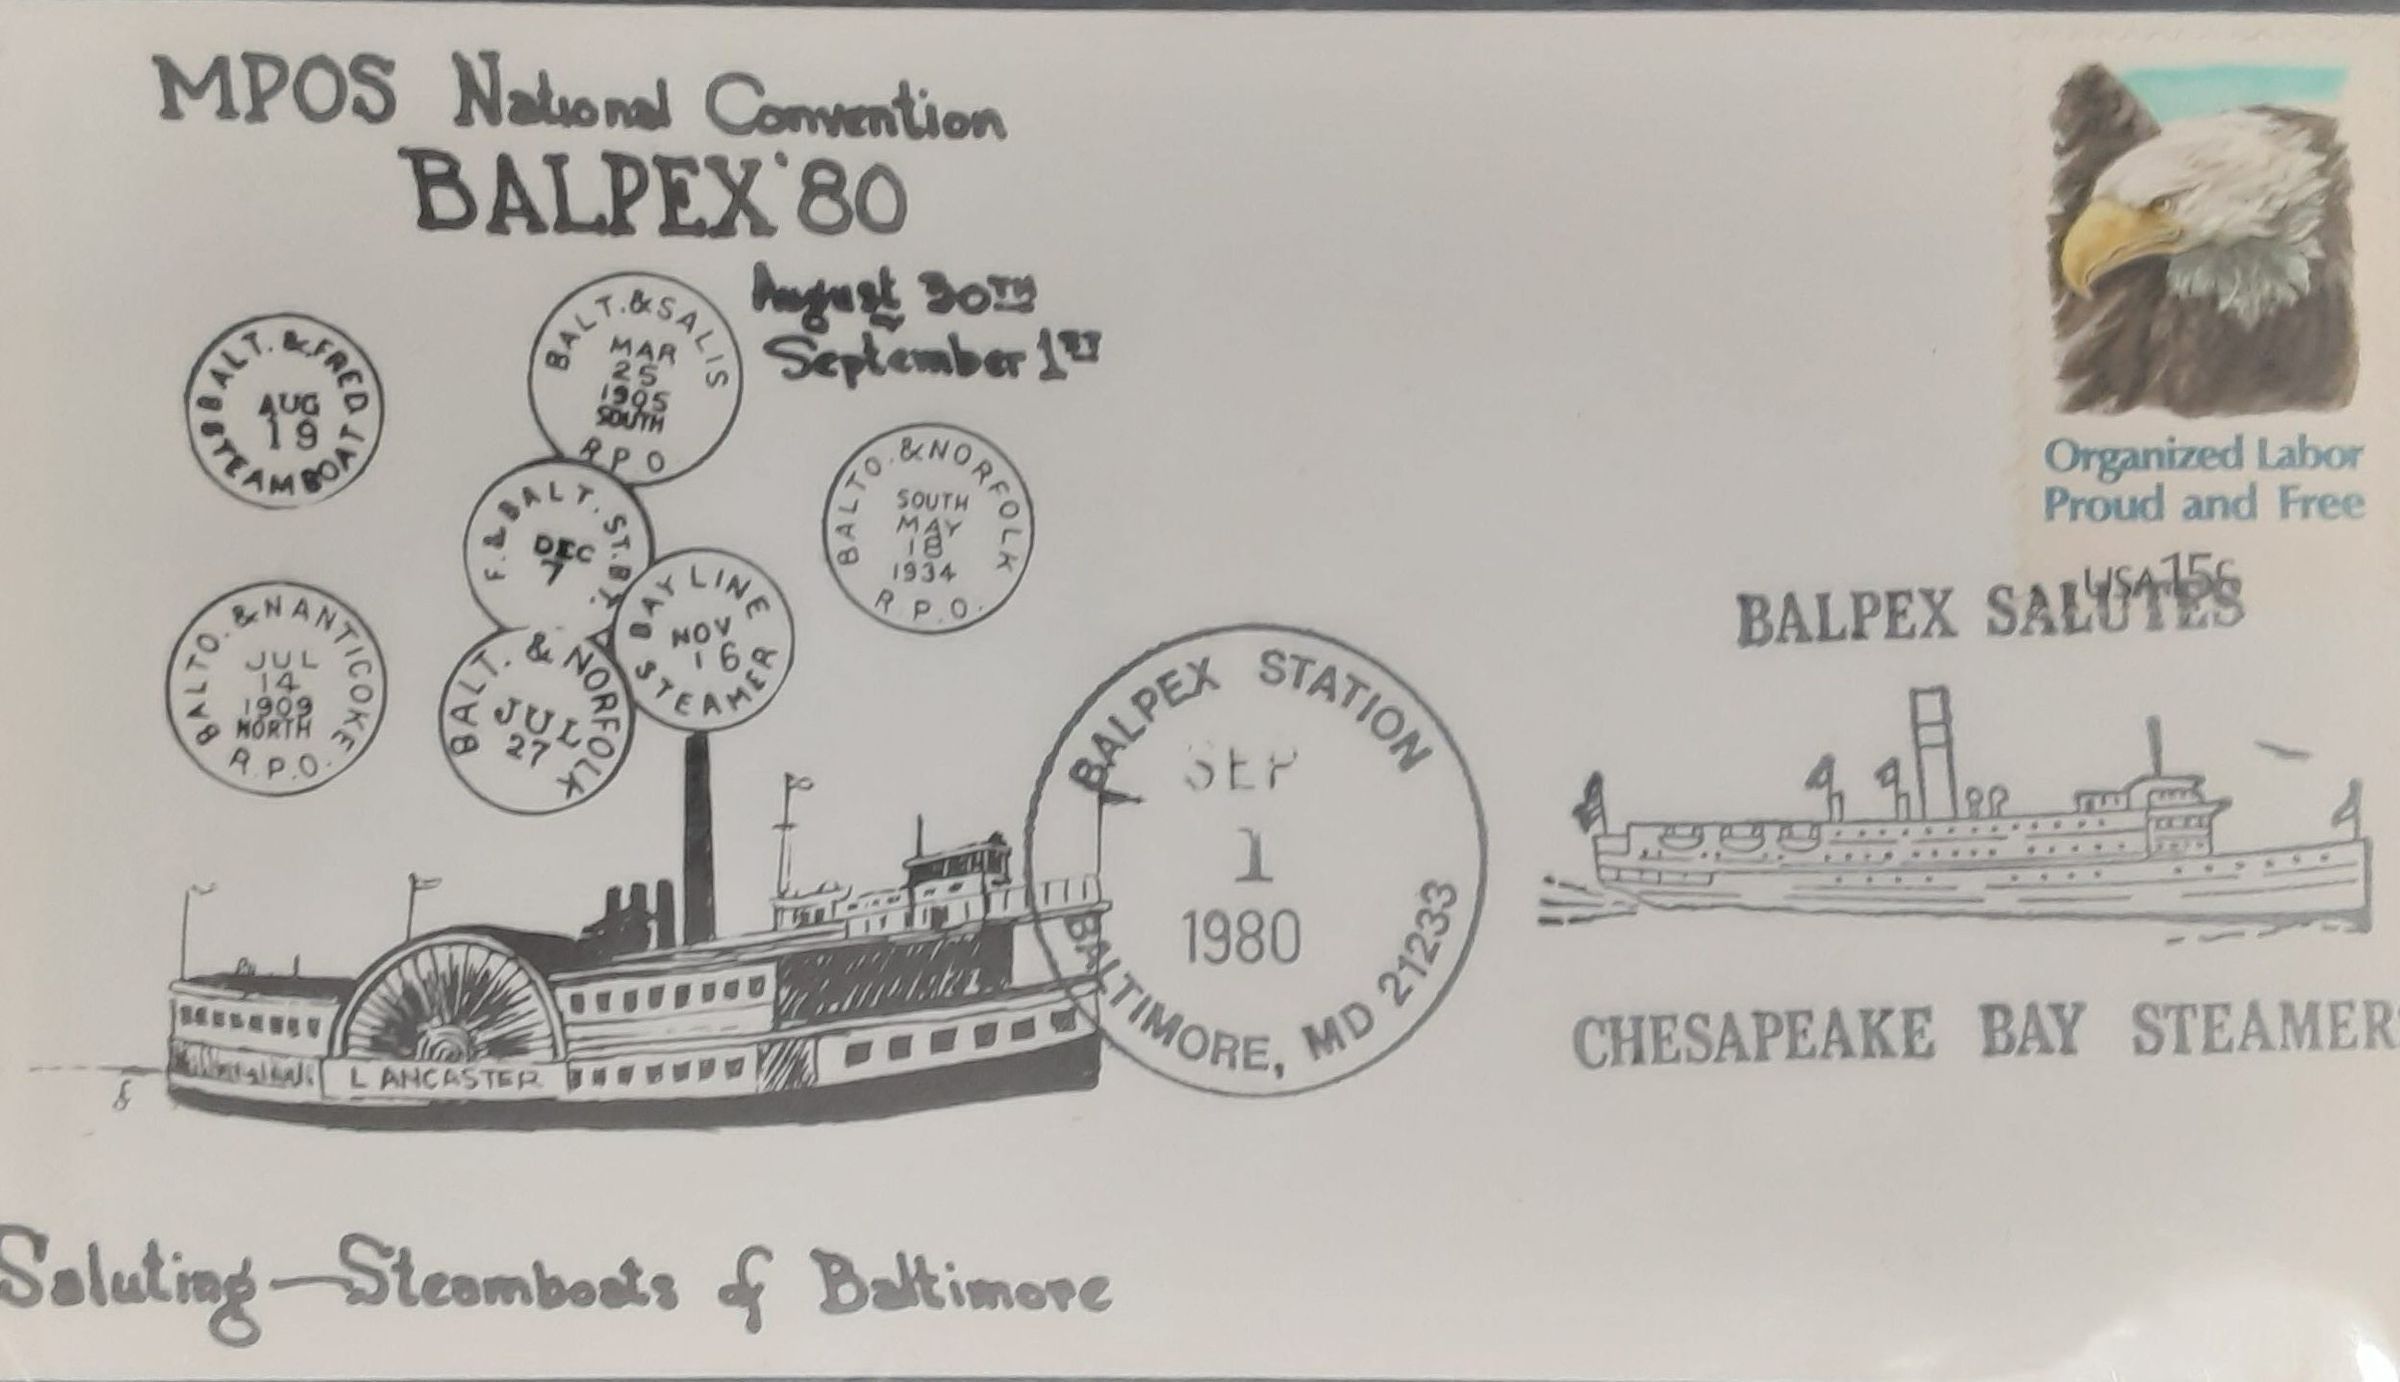 MPOS National Convention
BALPEX '80
August 30TH
September 1ST
BALT. & FRED
AUG
19
STEAMBOAT
BALT. & SALIS
MAR
25
1905
SOUTH
R P O
F. & BALT. ST. BT.
DEC
7
BALTO. & NORFOLK
SOUTH
MAY
18
1934
R P.O.
BALTO. & NANTICOKE
JUL
14
1909
NORTH
R.P.O.
BALT. & NORFOLK
JUL
27
BAY LINE
NOV
16
STEAMER
LANCASTER
Saluting — Steamboats of Baltimore
BALPEX STATION
SEP
1
1980
BALTIMORE, MD 21233
Organized Labor
Proud and Free
USA 15c
BALPEX SALUTES
CHESAPEAKE BAY STEAMER